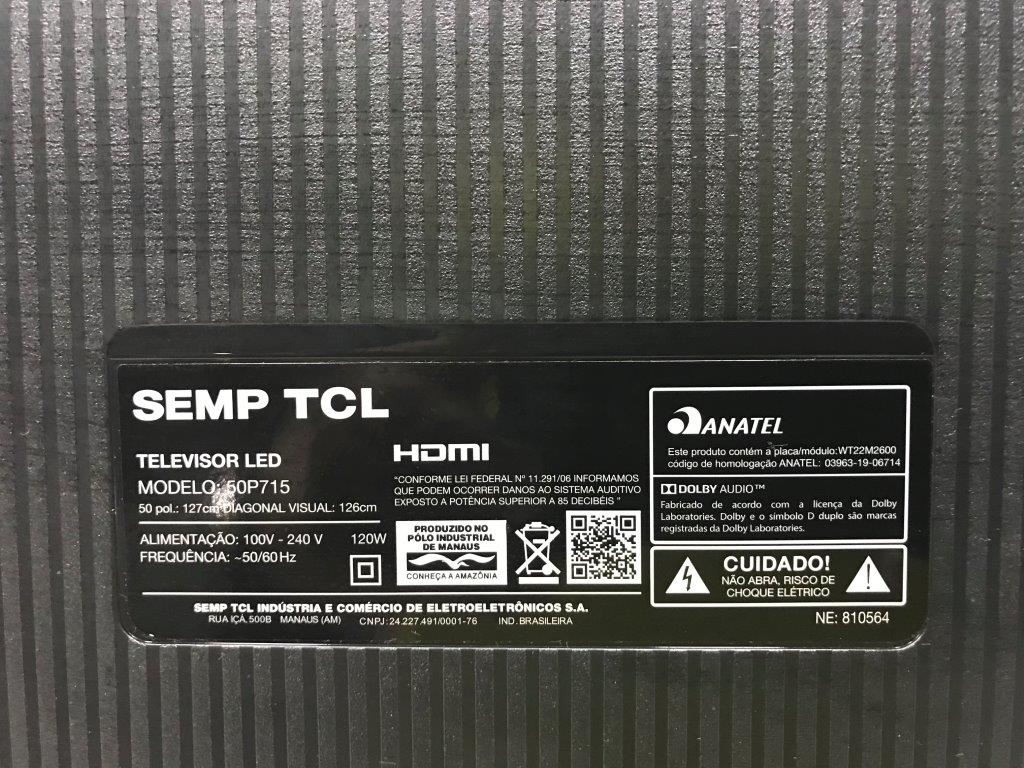 SEMP TCL
TELEVISOR LED
MODELO: 50P715
50 pol.: 127cm DIAGONAL VISUAL: 126cm
ALIMENTAÇÃO: 100V - 240 V 120W
FREQUÊNCIA: ~50/60Hz
HDMI
"CONFORME LEI FEDERAL N° 11.291/06 INFORMAMOS
QUE PODEM OCORRER DANOS AO SISTEMA AUDITIVO
EXPOSTO A POTÊNCIA SUPERIOR A 85 DECIBÉIS "
PRODUZIDO NO
PÓLO INDUSTRIAL
DE MANAUS
CONHEÇA A AMAZÔNIA
ANATEL
Este produto contém a placa/módulo:WT22M2600
código de homologação ANATEL: 03963-19-06714
DOLBY AUDIO™
Fabricado de acordo com a licença da Dolby
Laboratories. Dolby e o símbolo D duplo são marcas
registradas da Dolby Laboratories.
CUIDADO!
NÃO ABRA, RISCO DE
CHOQUE ELÉTRICO
SEMP TCL INDÚSTRIA E COMÉRCIO DE ELETROELETRÔNICOS S.A.
RUA IÇÁ, 500B MANAUS (AM) CNPJ: 24.227.491/0001-76 IND. BRASILEIRA
NE: 810564